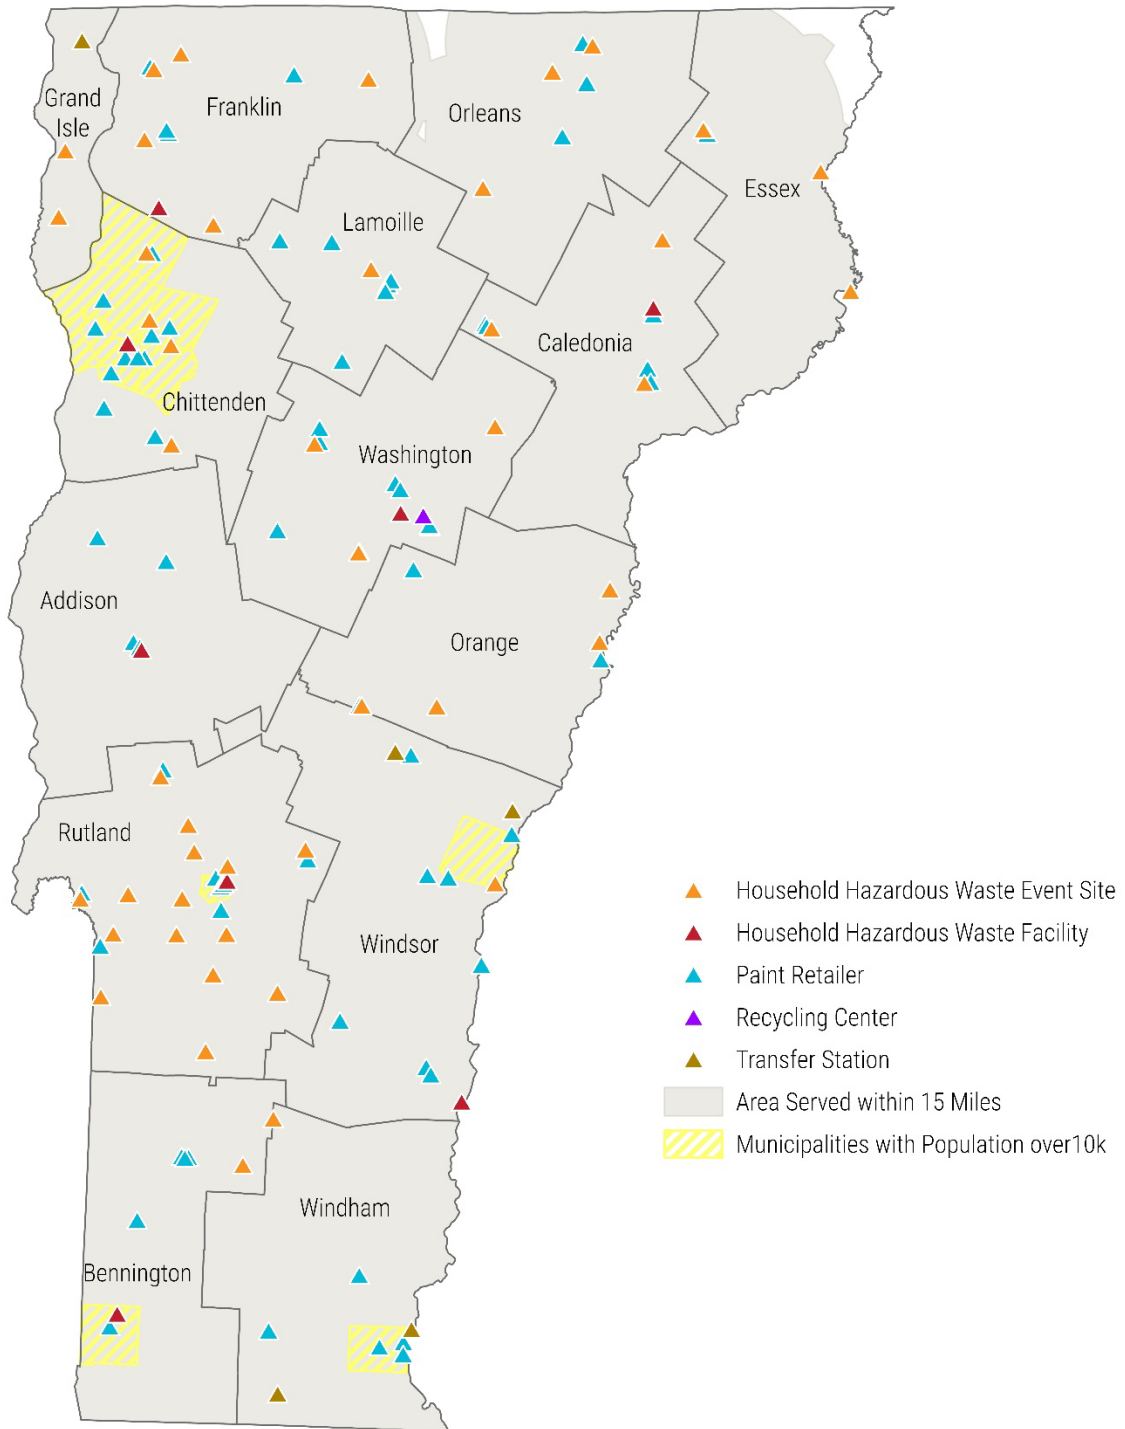 Grand
Isle
Franklin
Orleans
Essex
Lamoille
Caledonia
Chittenden
Washington
Addison
Orange
Rutland
Windsor
Windham
Bennington
Household Hazardous Waste Event Site
Household Hazardous Waste Facility
Paint Retailer
Recycling Center
Transfer Station
Area Served within 15 Miles
Municipalities with Population over10k